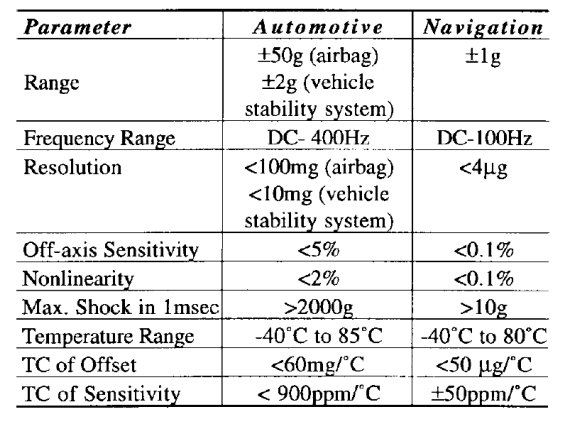 Parameter Automotive Navigation
Range ±50g (airbag) ±1g
±2g (vehicle
stability system)
Frequency Range DC- 400Hz DC-100Hz
Resolution <100mg (airbag) <4μg
<10mg (vehicle
stability system)
Off-axis Sensitivity <5% <0.1%
Nonlinearity <2% <0.1%
Max. Shock in 1msec >2000g >10g
Temperature Range -40˚C to 85˚C -40˚C to 80˚C
TC of Offset <60mg/˚C <50 μg/˚C
TC of Sensitivity < 900ppm/˚C ±50ppm/˚C